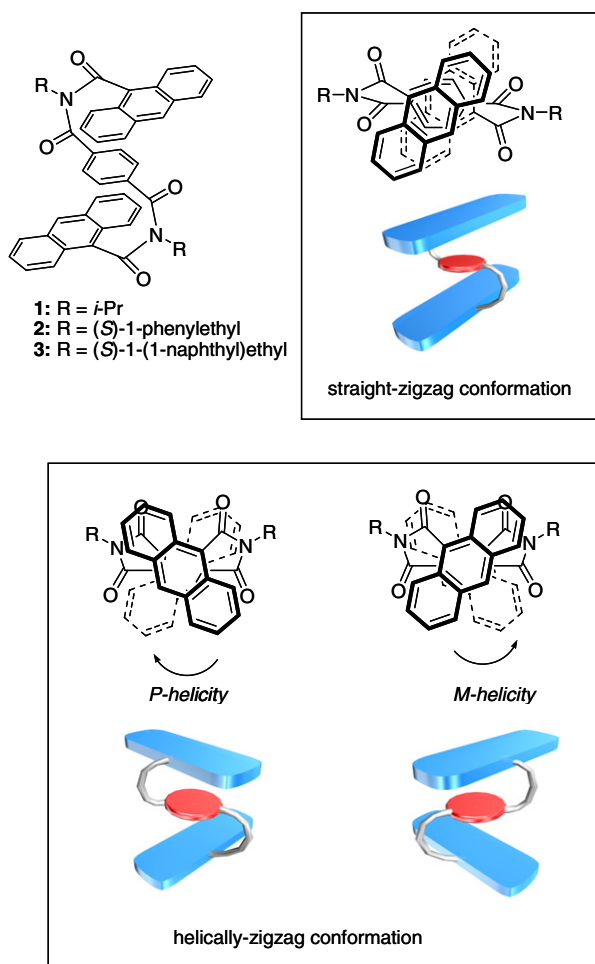 O
R
N
O
O
N
R
O
1: R = i-Pr
2: R = (S)-1-phenylethyl
3: R = (S)-1-(1-naphthyl)ethyl
O
O
R
N
N
R
O
O
straight-zigzag conformation
O
O
R
N
N
R
O
O
P-helicity
O
O
R
N
N
R
O
O
M-helicity
helically-zigzag conformation